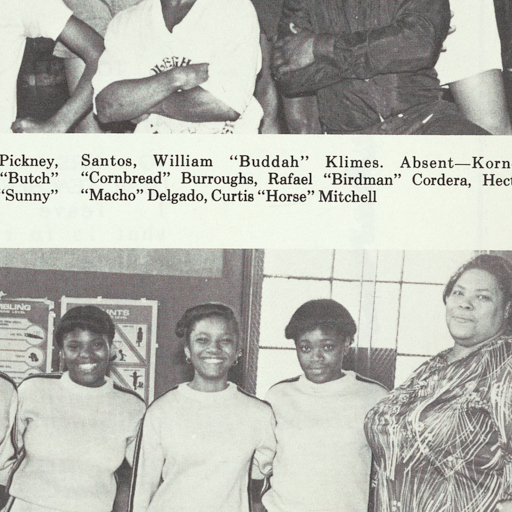 Pickney, Santos, William “Buddah” Klimes. Absent—Korn
“Butch” “Cornbread” Burroughs, Rafael “Birdman” Cordera, Hect
“Sunny” “Macho” Delgado, Curtis “Horse” Mitchell